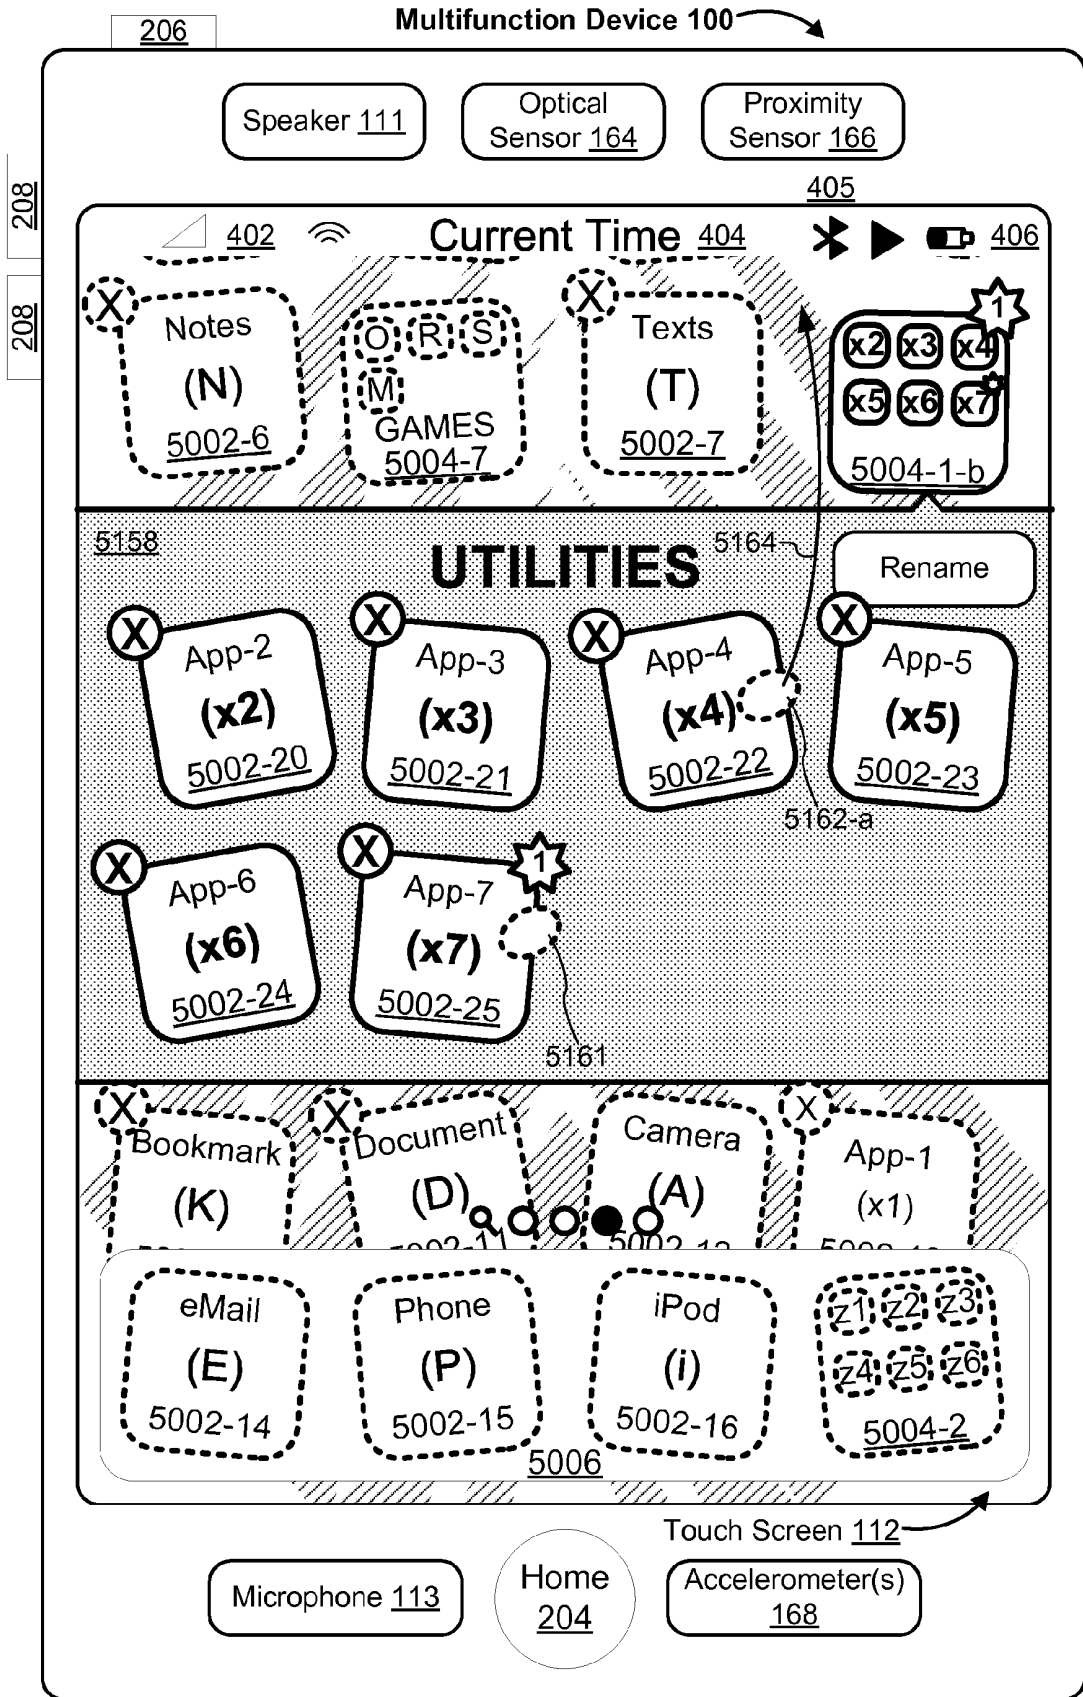 Multifunction Device 100
206
Speaker 111
Optical
Sensor 164
Proximity
Sensor 166
208
208
405
402
Current Time 404
406
X
Notes
(N)
5002-6
O R S
M
GAMES
5004-7
X
Texts
(T)
5002-7
1
x2 x3 x4
x5 x6 x7
5004-1-b
5158
UTILITIES
5164
Rename
X
App-2
(x2)
5002-20
X
App-3
(x3)
5002-21
X
App-4
(x4)
5002-22
X
App-5
(x5)
5002-23
5162-a
X
App-6
(x6)
5002-24
X
1
App-7
(x7)
5002-25
5161
X
Bookmark
(K)
X
Document
(D)
5002-11
Camera
(A)
5002-12
X
App-1
(x1)
eMail
(E)
5002-14
Phone
(P)
5002-15
iPod
(i)
5002-16
z1 z2 z3
z4 z5 z6
5004-2
5006
Touch Screen 112
Microphone 113
Home
204
Accelerometer(s)
168